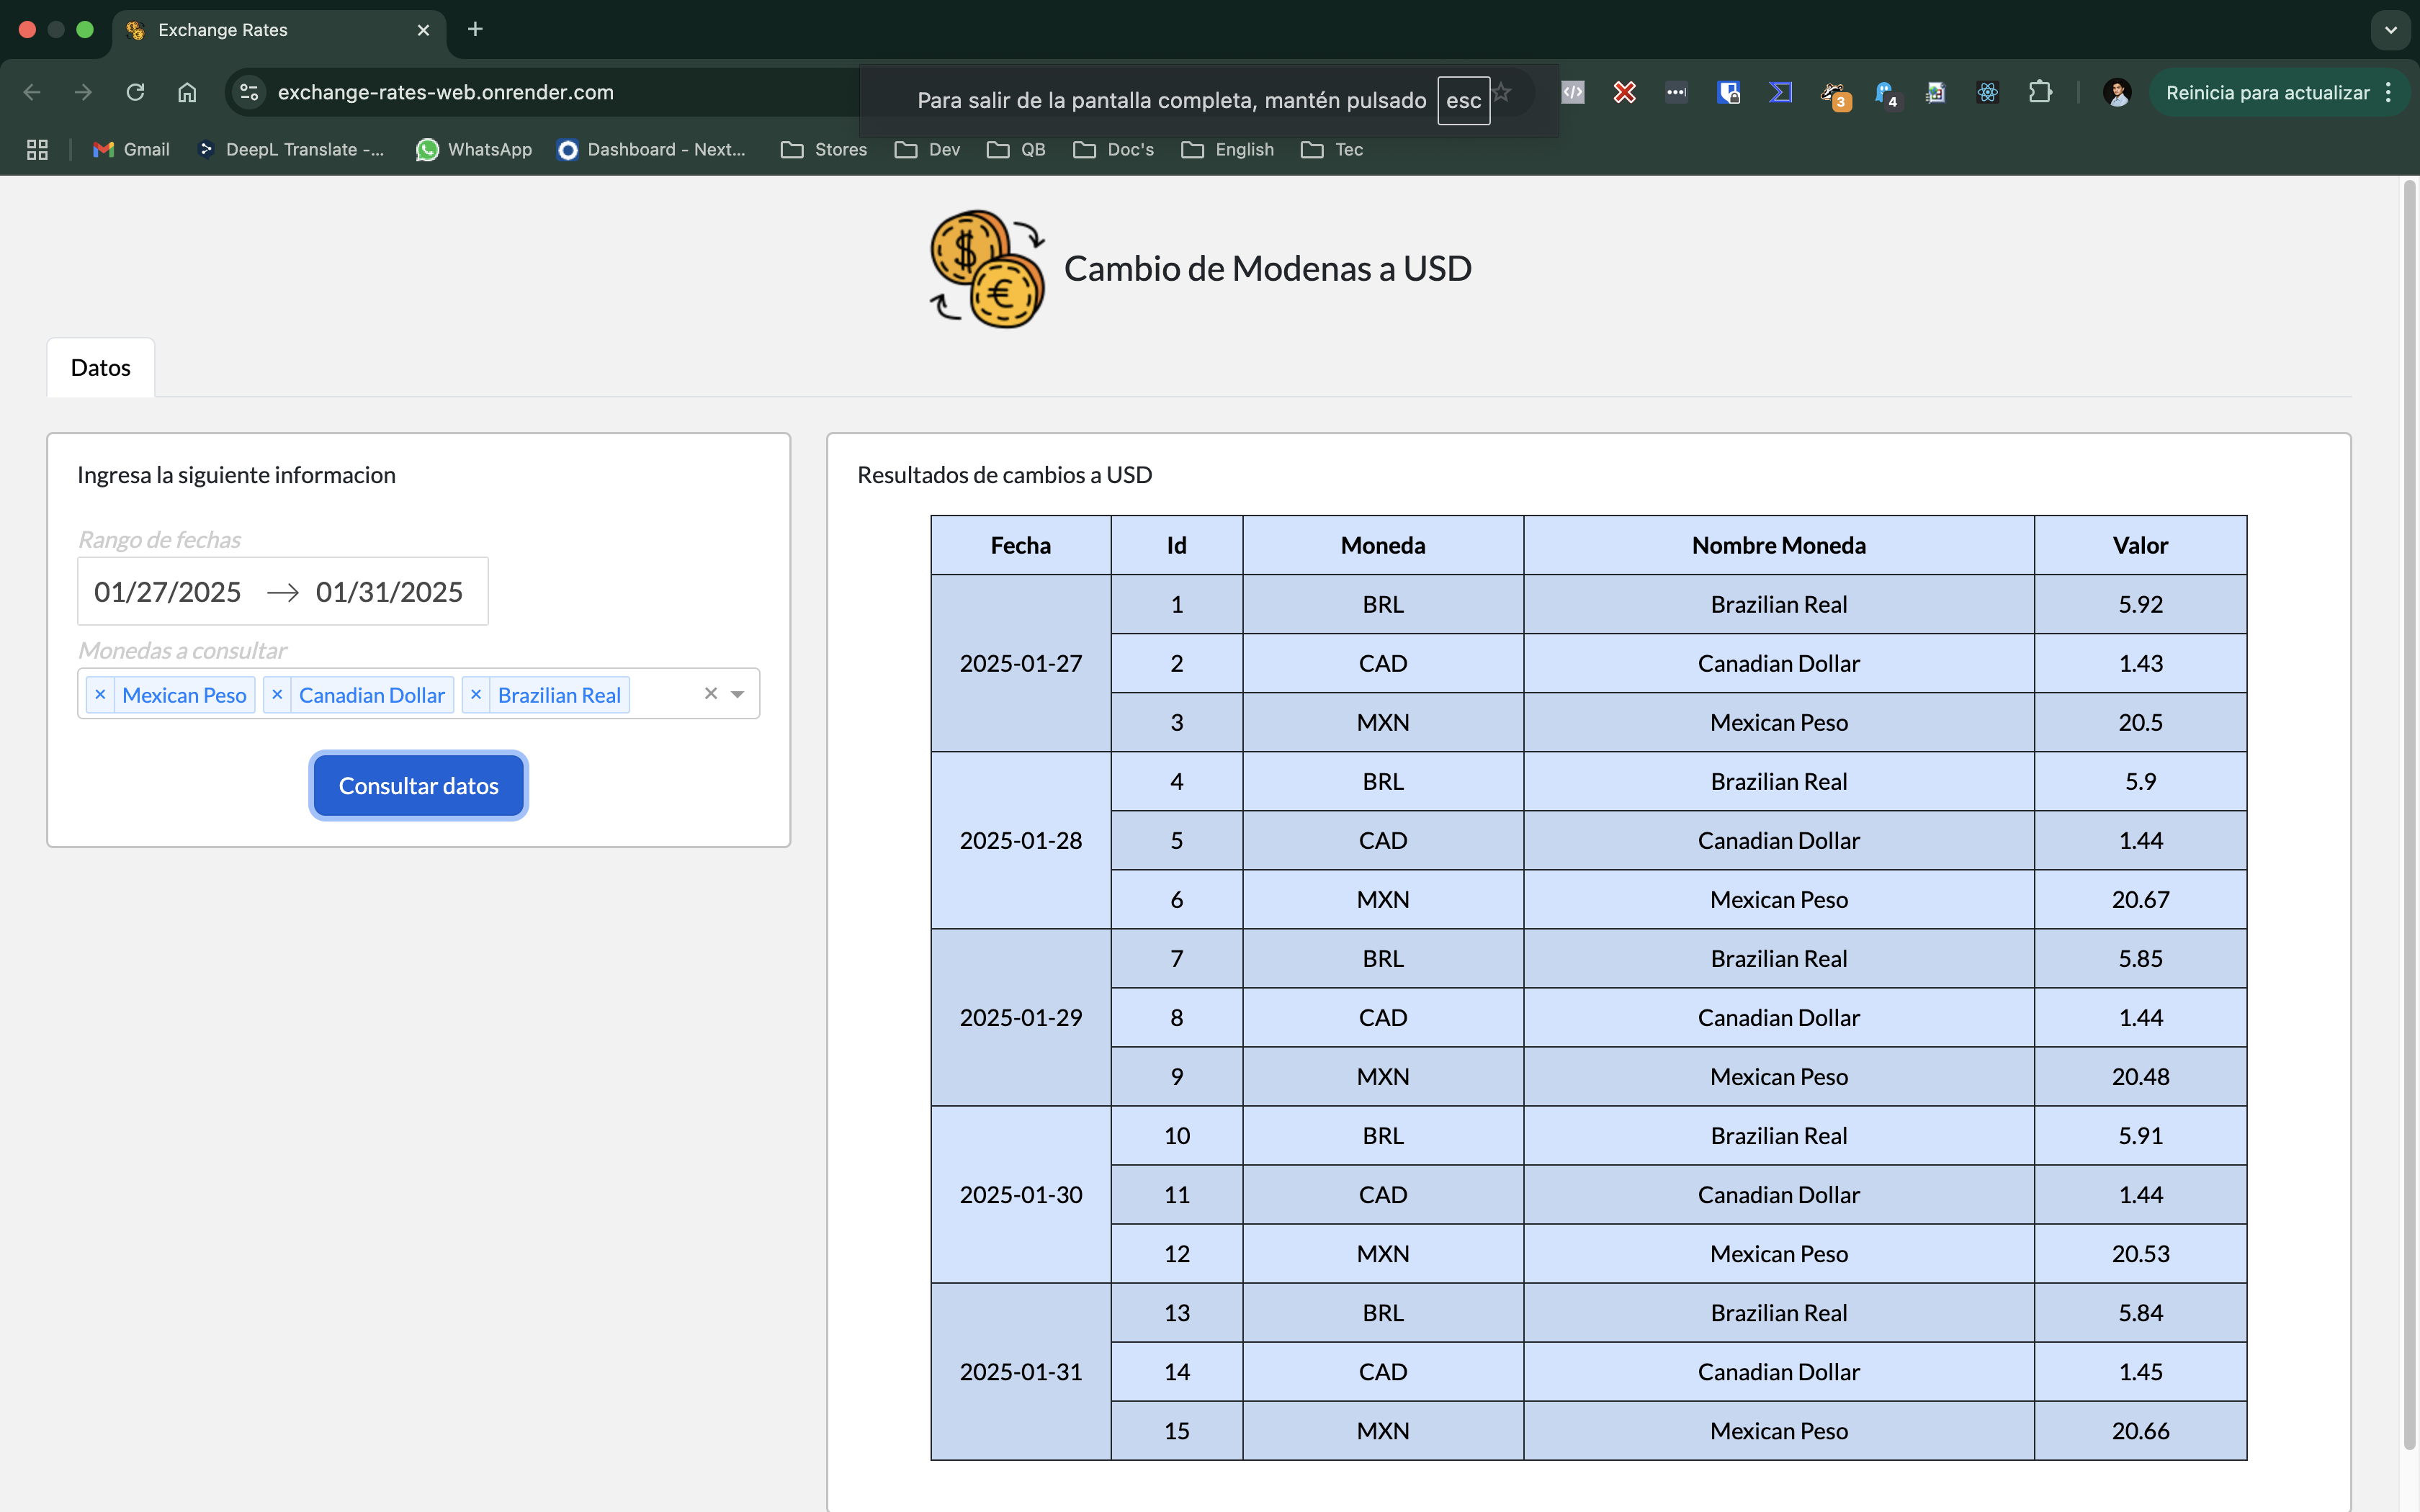 Exchange Rates
exchange-rates-web.onrender.com
Para salir de la pantalla completa, mantén pulsado esc
3
4
Reinicia para actualizar
Gmail DeepL Translate -... WhatsApp Dashboard - Next... Stores Dev QB Doc's English Tec
Cambio de Modenas a USD
Datos
Ingresa la siguiente informacion
Rango de fechas
01/27/2025 → 01/31/2025
Monedas a consultar
× Mexican Peso × Canadian Dollar × Brazilian Real
Consultar datos
Resultados de cambios a USD
Fecha Id Moneda Nombre Moneda Valor
2025-01-27 1 BRL Brazilian Real 5.92
2 CAD Canadian Dollar 1.43
3 MXN Mexican Peso 20.5
2025-01-28 4 BRL Brazilian Real 5.9
5 CAD Canadian Dollar 1.44
6 MXN Mexican Peso 20.67
2025-01-29 7 BRL Brazilian Real 5.85
8 CAD Canadian Dollar 1.44
9 MXN Mexican Peso 20.48
2025-01-30 10 BRL Brazilian Real 5.91
11 CAD Canadian Dollar 1.44
12 MXN Mexican Peso 20.53
2025-01-31 13 BRL Brazilian Real 5.84
14 CAD Canadian Dollar 1.45
15 MXN Mexican Peso 20.66